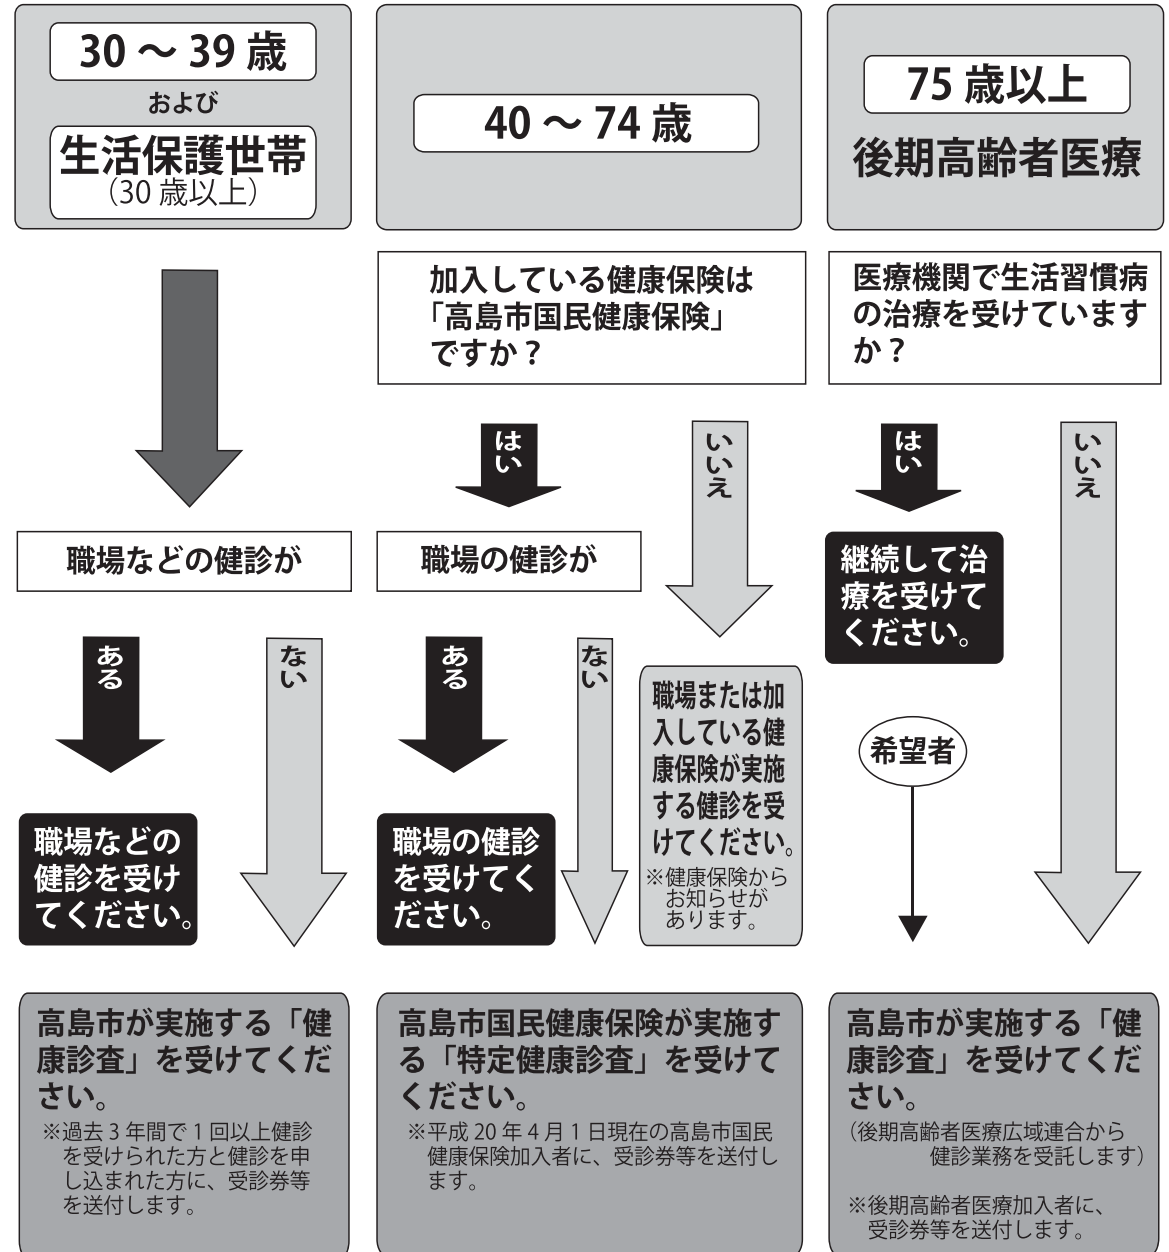 30 ～ 39 歳
および
生活保護世帯
（30 歳以上）
職場などの健診が
ある
ない
職場などの
健診を受け
てください。
高島市が実施する「健
康診査」を受けてくだ
さい。
※過去 3 年間で 1 回以上健診
を受けられた方と健診を申
し込まれた方に、受診券等
を送付します。
40 ～ 74 歳
加入している健康保険は
「高島市国民健康保険」
ですか？
はい
いいえ
職場の健診が
ある
ない
職場の健診
を受けてく
ださい。
職場または加
入している健
康保険が実施
する健診を受
けてください。
※健康保険から
お知らせが
あります。
高島市国民健康保険が実施す
る「特定健康診査」を受けて
ください。
※平成 20 年 4 月 1 日現在の高島市国民
健康保険加入者に、受診券等を送付し
ます。
75 歳以上
後期高齢者医療
医療機関で生活習慣病
の治療を受けています
か？
はい
いいえ
継続して治
療を受けて
ください。
希望者
高島市が実施する「健
康診査」を受けてくだ
さい。
（後期高齢者医療広域連合から
健診業務を受託します）
※後期高齢者医療加入者に、
受診券等を送付します。